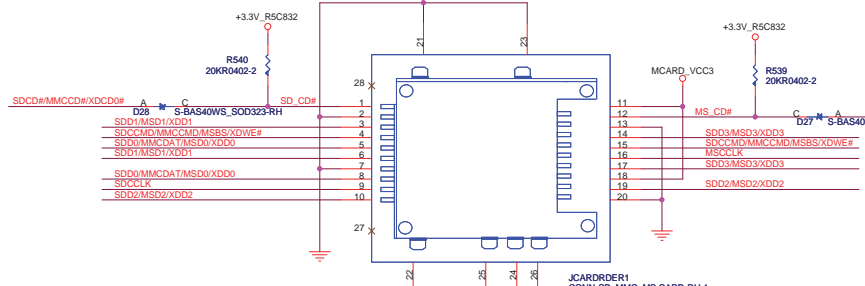 +3.3V_R5C832
+3.3V_R5C832
21
23
R540
20KR0402-2
R539
20KR0402-2
MCARD_VCC3
28
SDCD#/MMCCD#/XDCD0#
A
C
SD_CD#
1
11
D28
S-BAS40WS_SOD323-RH
2
12
MS_CD#
C
A
D27
S-BAS40
SDD1/MSD1/XDD1
3
13
SDCCMD/MMCCMD/MSBS/XDWE#
4
14
SDD3/MSD3/XDD3
SDD0/MMCDAT/MSD0/XDD0
5
15
SDCCMD/MMCCMD/MSBS/XDWE#
SDD1/MSD1/XDD1
6
16
MSCCLK
7
17
SDD3/MSD3/XDD3
SDD0/MMCDAT/MSD0/XDD0
8
18
SDCCLK
9
19
SDD2/MSD2/XDD2
SDD2/MSD2/XDD2
10
20
27
22
25
24
26
JCARDRDER1